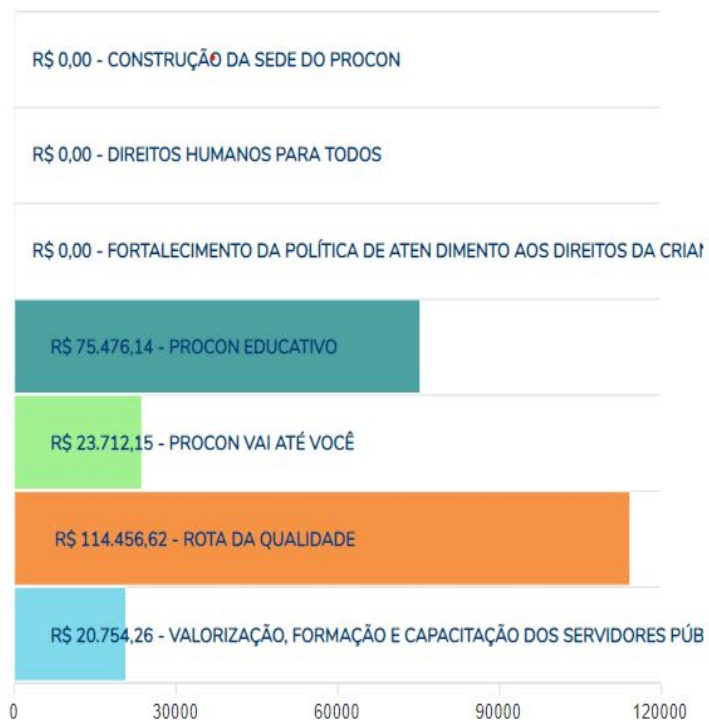 R$ 0,00 - CONSTRUÇÃO DA SEDE DO PROCON
R$ 0,00 - DIREITOS HUMANOS PARA TODOS
R$ 0,00 - FORTALECIMENTO DA POLÍTICA DE ATEN DIMENTO AOS DIREITOS DA CRIAN
R$ 75.476,14 - PROCON EDUCATIVO
R$ 23.712,15 - PROCON VAI ATÉ VOCÊ
R$ 114.456,62 - ROTA DA QUALIDADE
R$ 20.754,26 - VALORIZAÇÃO, FORMAÇÃO E CAPACITAÇÃO DOS SERVIDORES PÚB
0 30000 60000 90000 120000